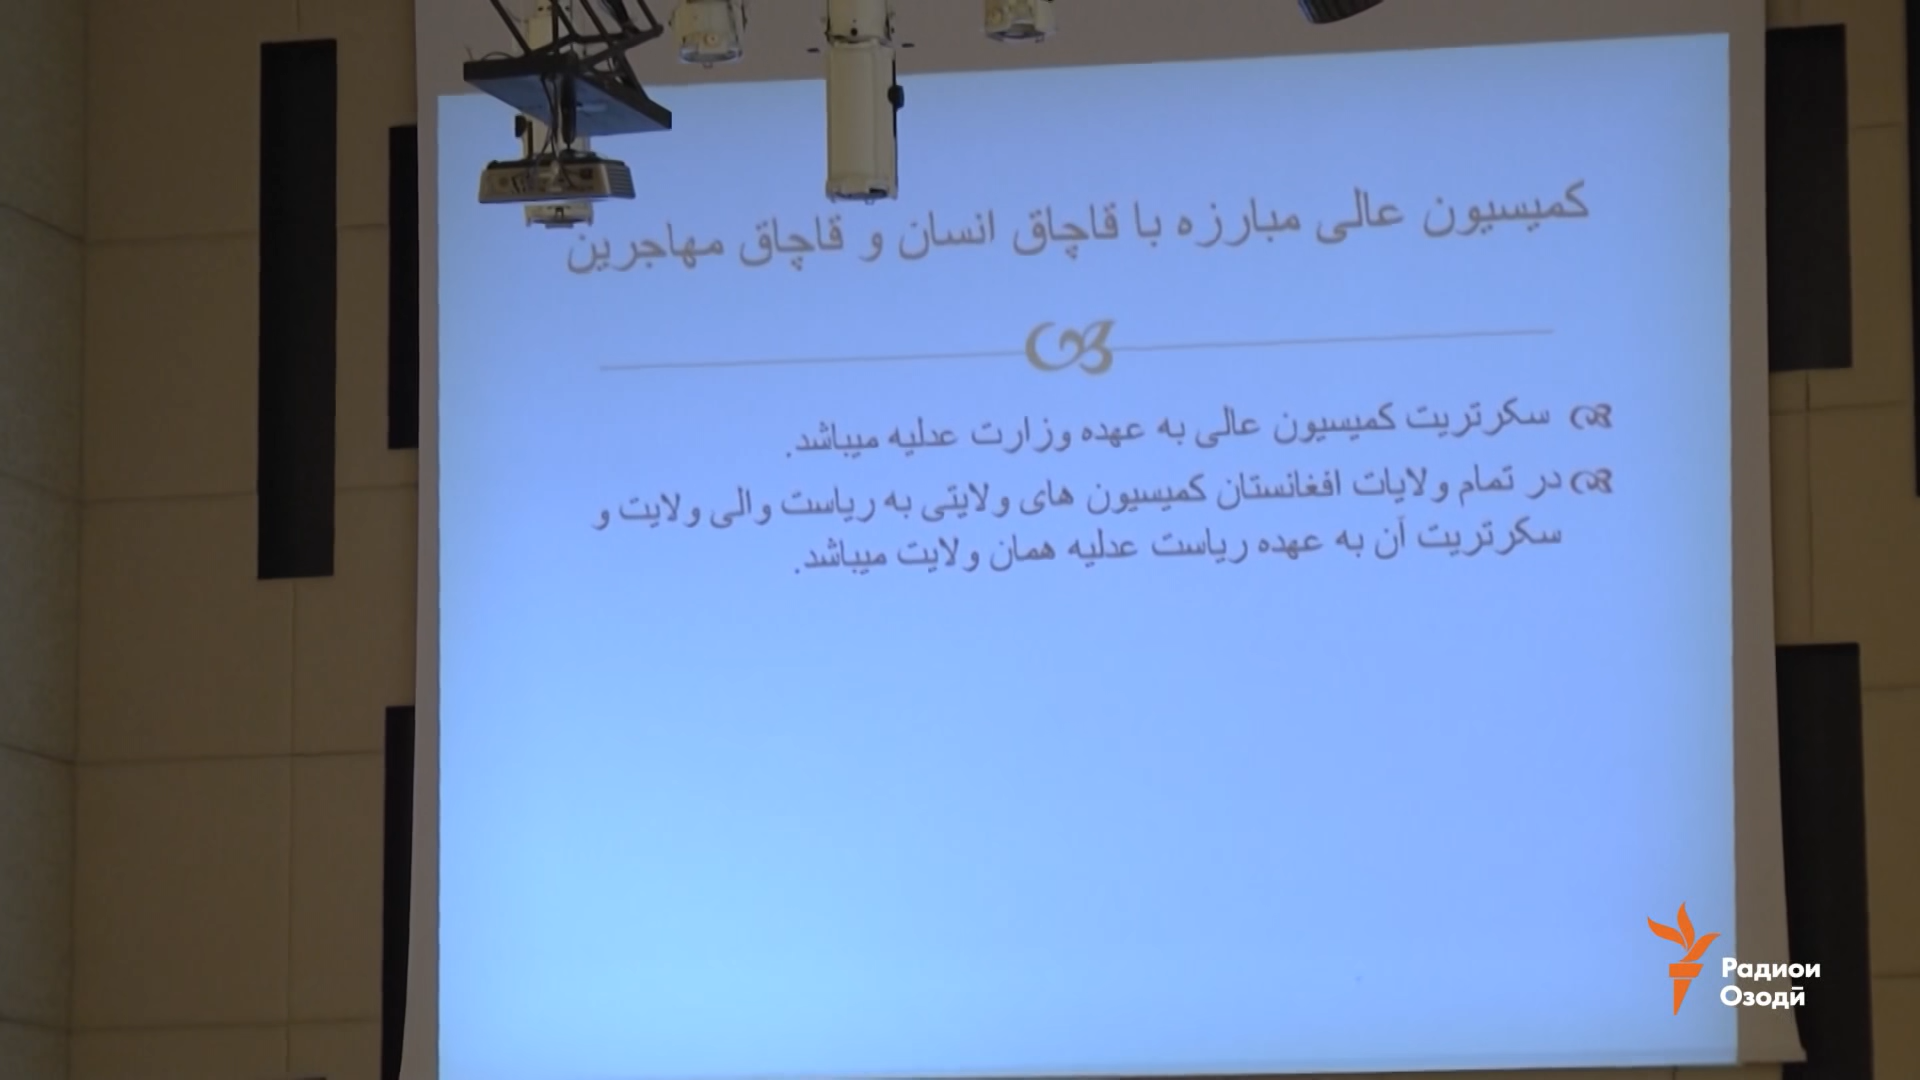 کمیسیون عالی مبارزه با قاچاق انسان و قاچاق مهاجرین
سکرتریت کمیسیون عالی به عهده وزارت عدلیه میباشد.
در تمام ولایات افغانستان کمیسیون های ولایتی به ریاست والی ولایت و
سکرتریت آن به عهده ریاست عدلیه همان ولایت میباشد.
Радиои
Озодӣ